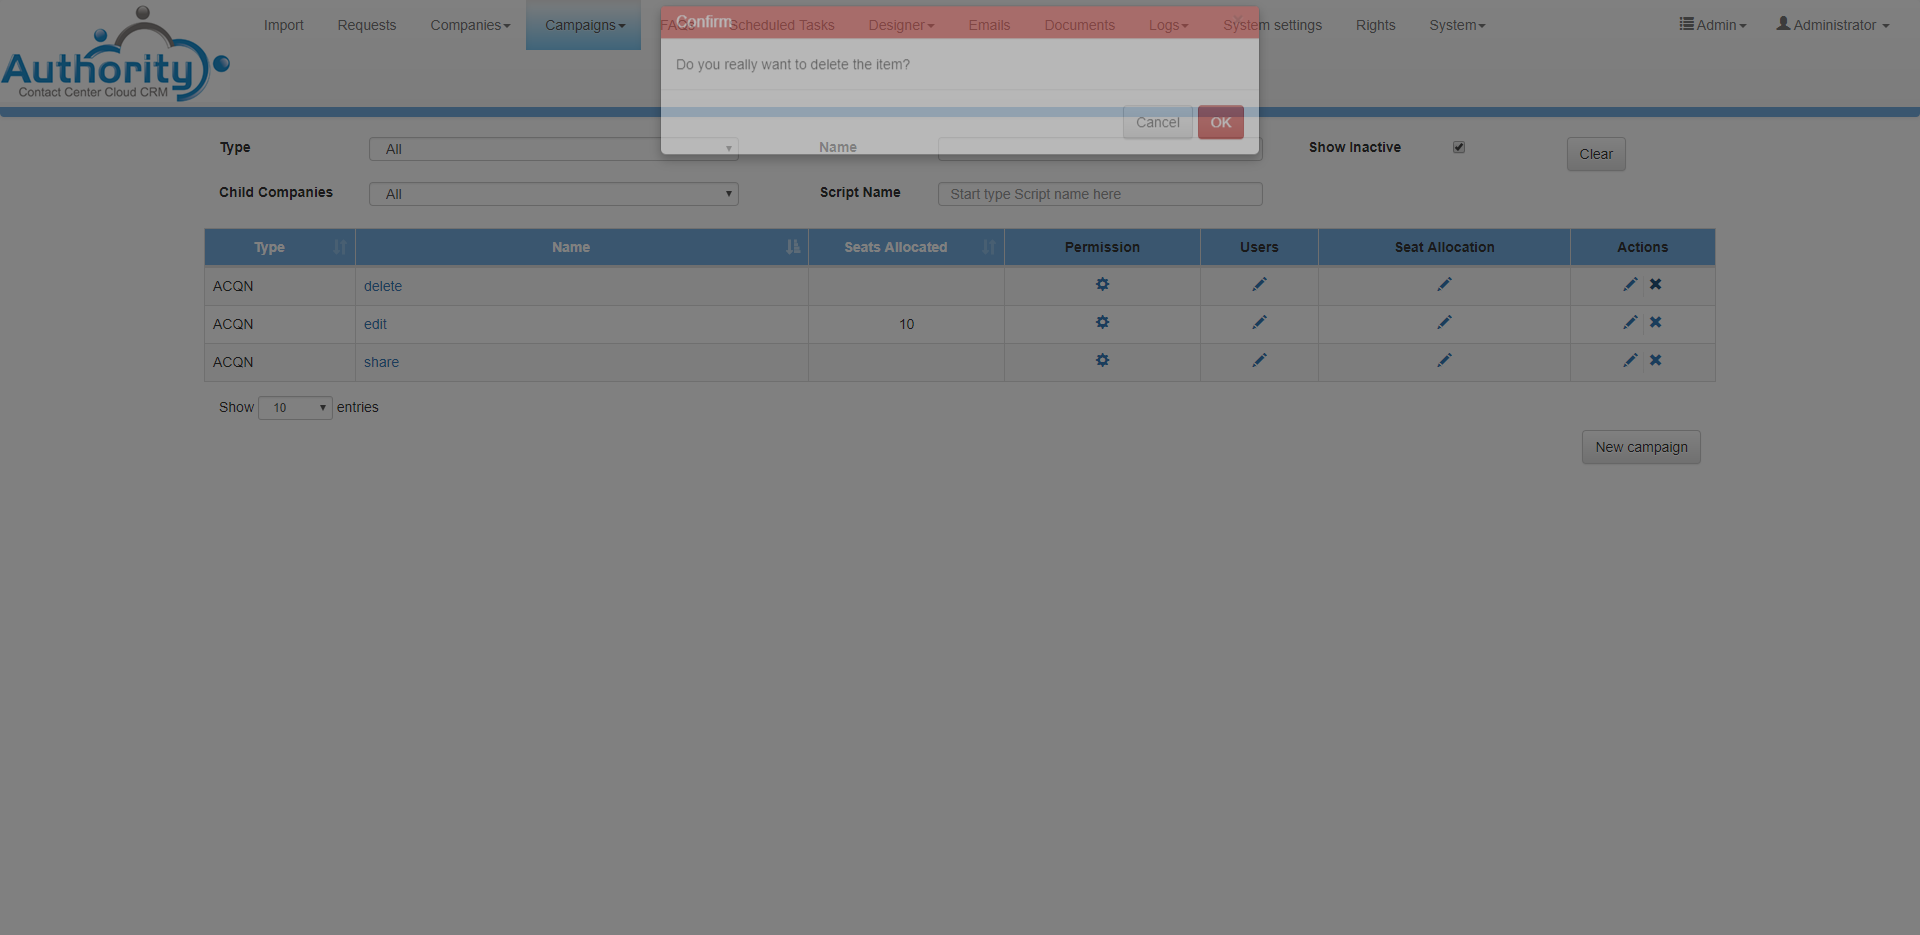 Import Requests Companies Campaigns FAQs Scheduled Tasks Designer Emails Documents Logs System settings Rights System Admin Administrator
Confirm
Authority
Contact Center Cloud CRM
Do you really want to delete the item?
Cancel OK
Type All Name Show Inactive Clear
Child Companies All Script Name Start type Script name here
Type Name Seats Allocated Permission Users Seat Allocation Actions
ACQN delete
ACQN edit 10
ACQN share
Show 10 entries
New campaign